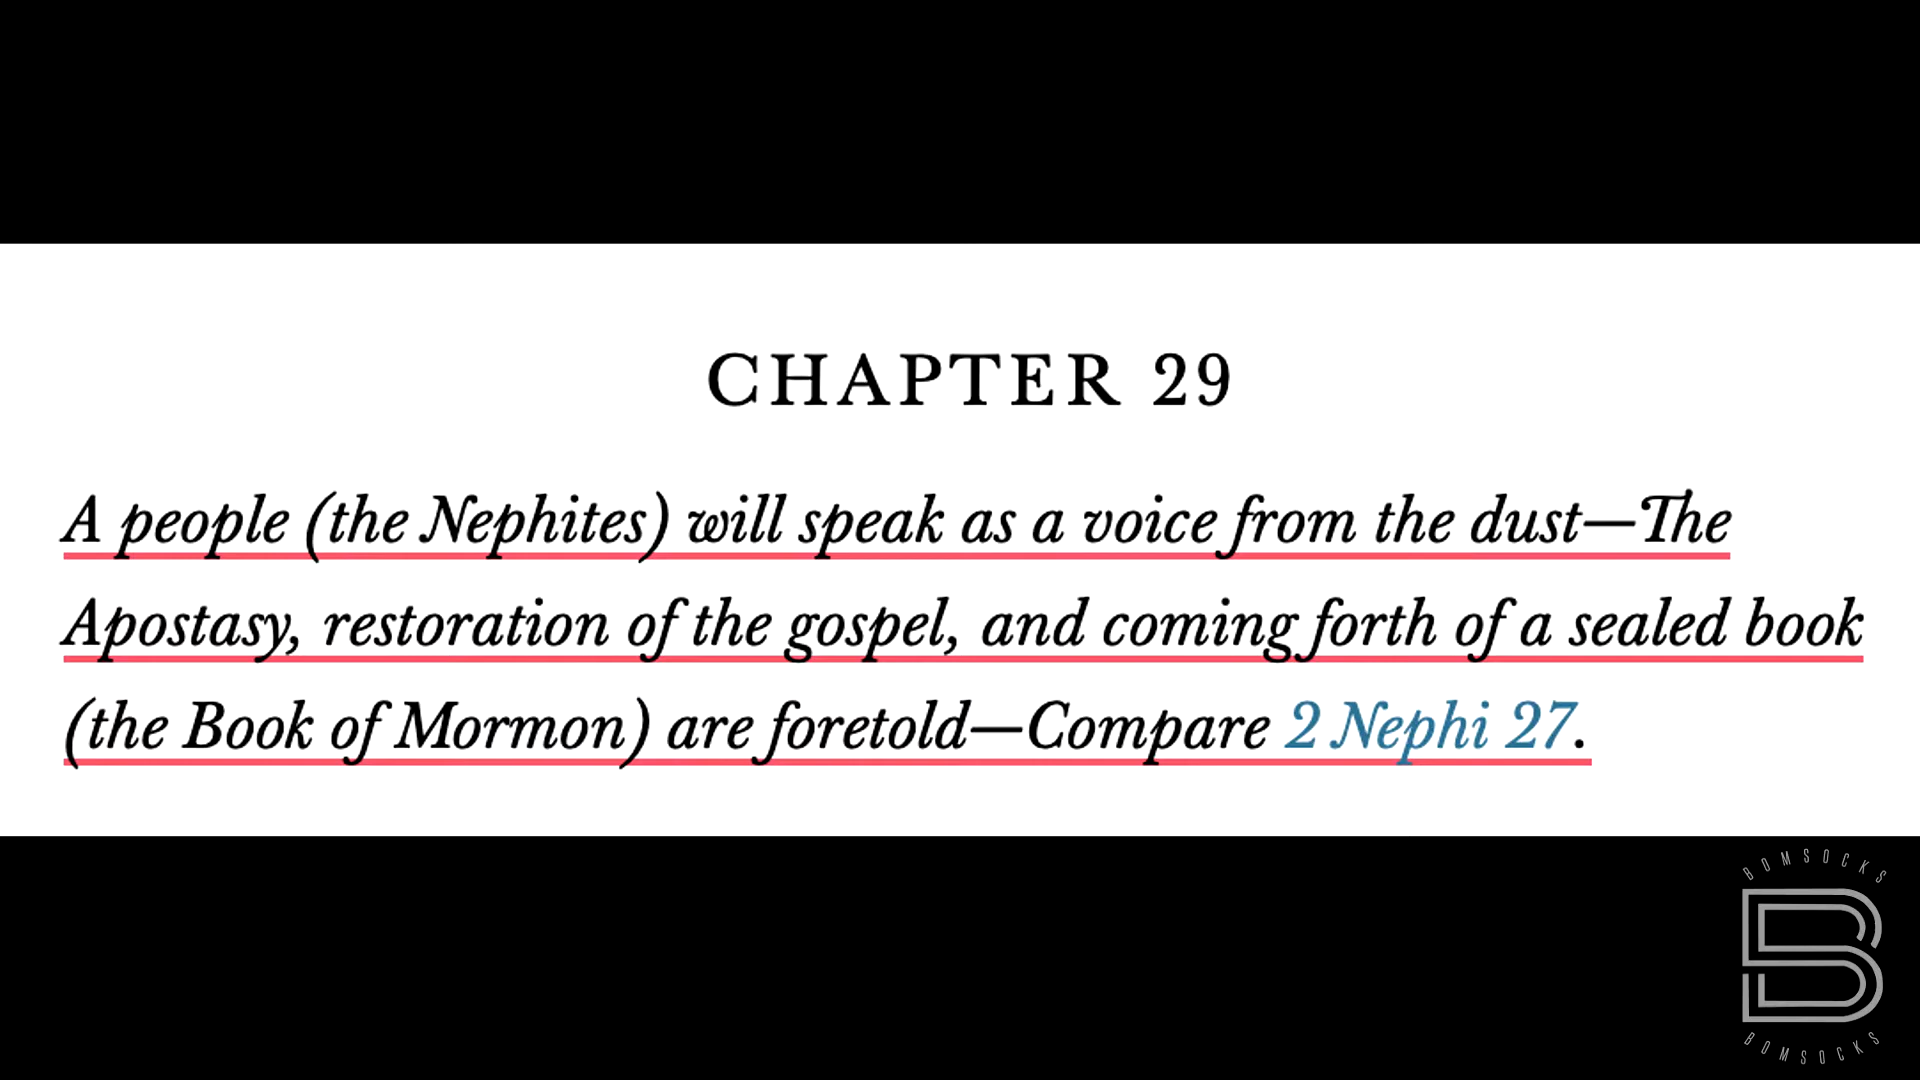 CHAPTER 29
A people (the Nephites) will speak as a voice from the dust—The
Apostasy, restoration of the gospel, and coming forth of a sealed book
(the Book of Mormon) are foretold—Compare 2 Nephi 27.
BOMSOCKS
B
BOMSOCKS